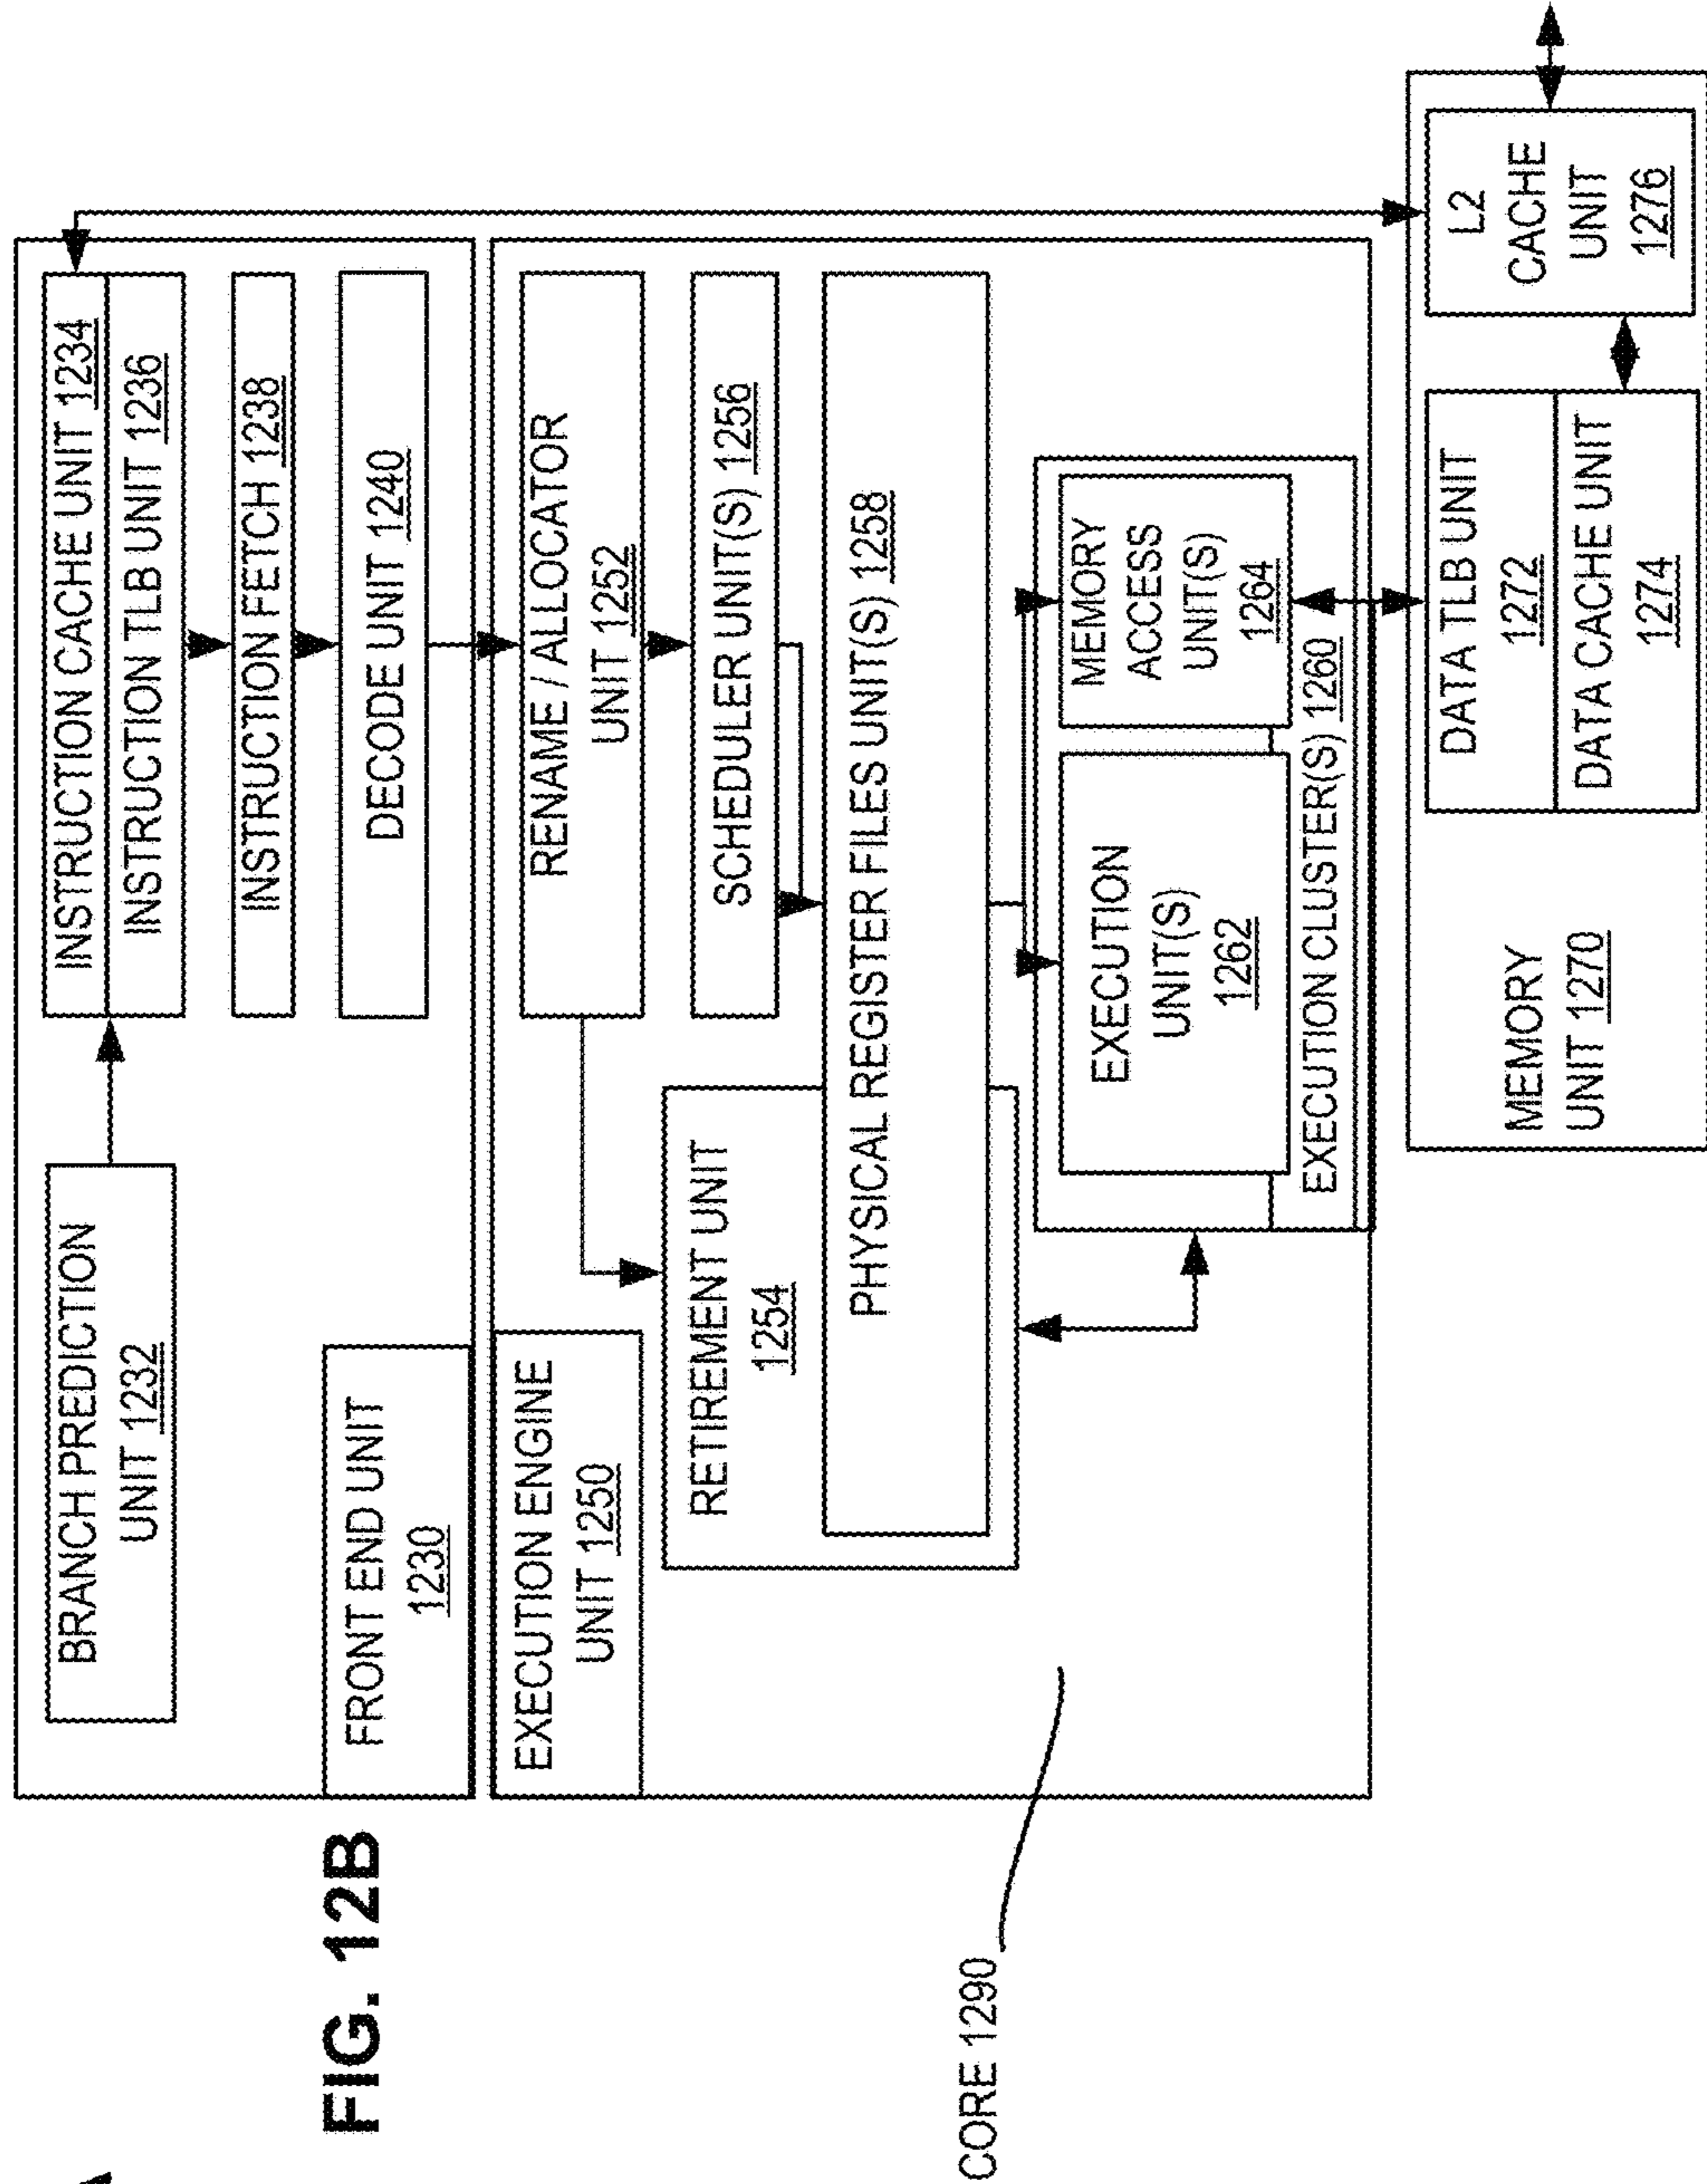 FIG. 12B
BRANCH PREDICTION
UNIT 1232
INSTRUCTION CACHE UNIT 1234
INSTRUCTION TLB UNIT 1236
INSTRUCTION FETCH 1238
DECODE UNIT 1240
FRONT END UNIT
1230
EXECUTION ENGINE
UNIT 1250
RENAME / ALLOCATOR
UNIT 1252
RETIREMENT UNIT
1254
SCHEDULER UNIT(S) 1256
PHYSICAL REGISTER FILES UNIT(S) 1258
CORE 1290
EXECUTION
UNIT(S)
1262
MEMORY
ACCESS
UNIT(S)
1264
EXECUTION CLUSTER(S) 1260
MEMORY
UNIT 1270
DATA TLB UNIT
1272
DATA CACHE UNIT
1274
L2
CACHE
UNIT
1276